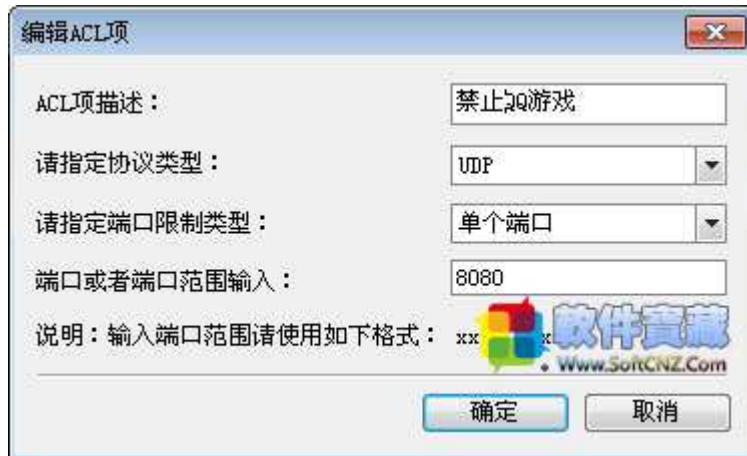 编辑ACL项
ACL项描述：
禁止QQ游戏
请指定协议类型：
UDP
请指定端口限制类型：
单个端口
端口或者端口范围输入：
8080
说明：输入端口范围请使用如下格式：
軟件寶藏
Www.SoftCNZ.Com
确定
取消